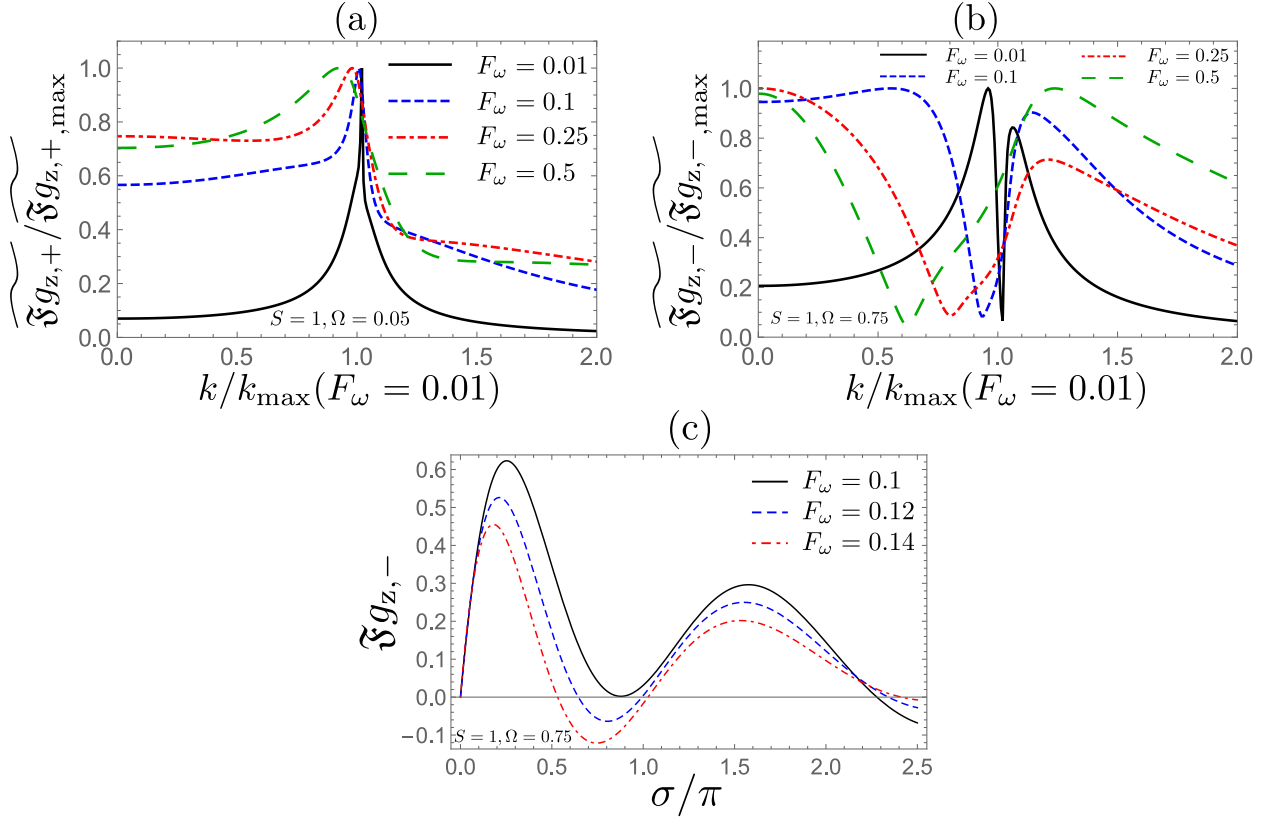 (a)
1.0
0.8
0.6
0.4
0.2
0.0
0.0 0.5 1.0 1.5 2.0
F_ω = 0.01
F_ω = 0.1
F_ω = 0.25
F_ω = 0.5
S = 1, Ω = 0.05
k/k_max(F_ω = 0.01)
𝔉g_{z,+}/𝔉g_{z,+,max}
(b)
F_ω = 0.01
F_ω = 0.1
F_ω = 0.25
F_ω = 0.5
1.0
0.8
0.6
0.4
0.2
0.0
0.0 0.5 1.0 1.5 2.0
S = 1, Ω = 0.75
k/k_max(F_ω = 0.01)
𝔉g_{z,−}/𝔉g_{z,−,max}
(c)
F_ω = 0.1
F_ω = 0.12
F_ω = 0.14
0.6
0.5
0.4
0.3
0.2
0.1
0.0
−0.1
0.0 0.5 1.0 1.5 2.0 2.5
S = 1, Ω = 0.75
σ/π
𝔉g_{z,−}